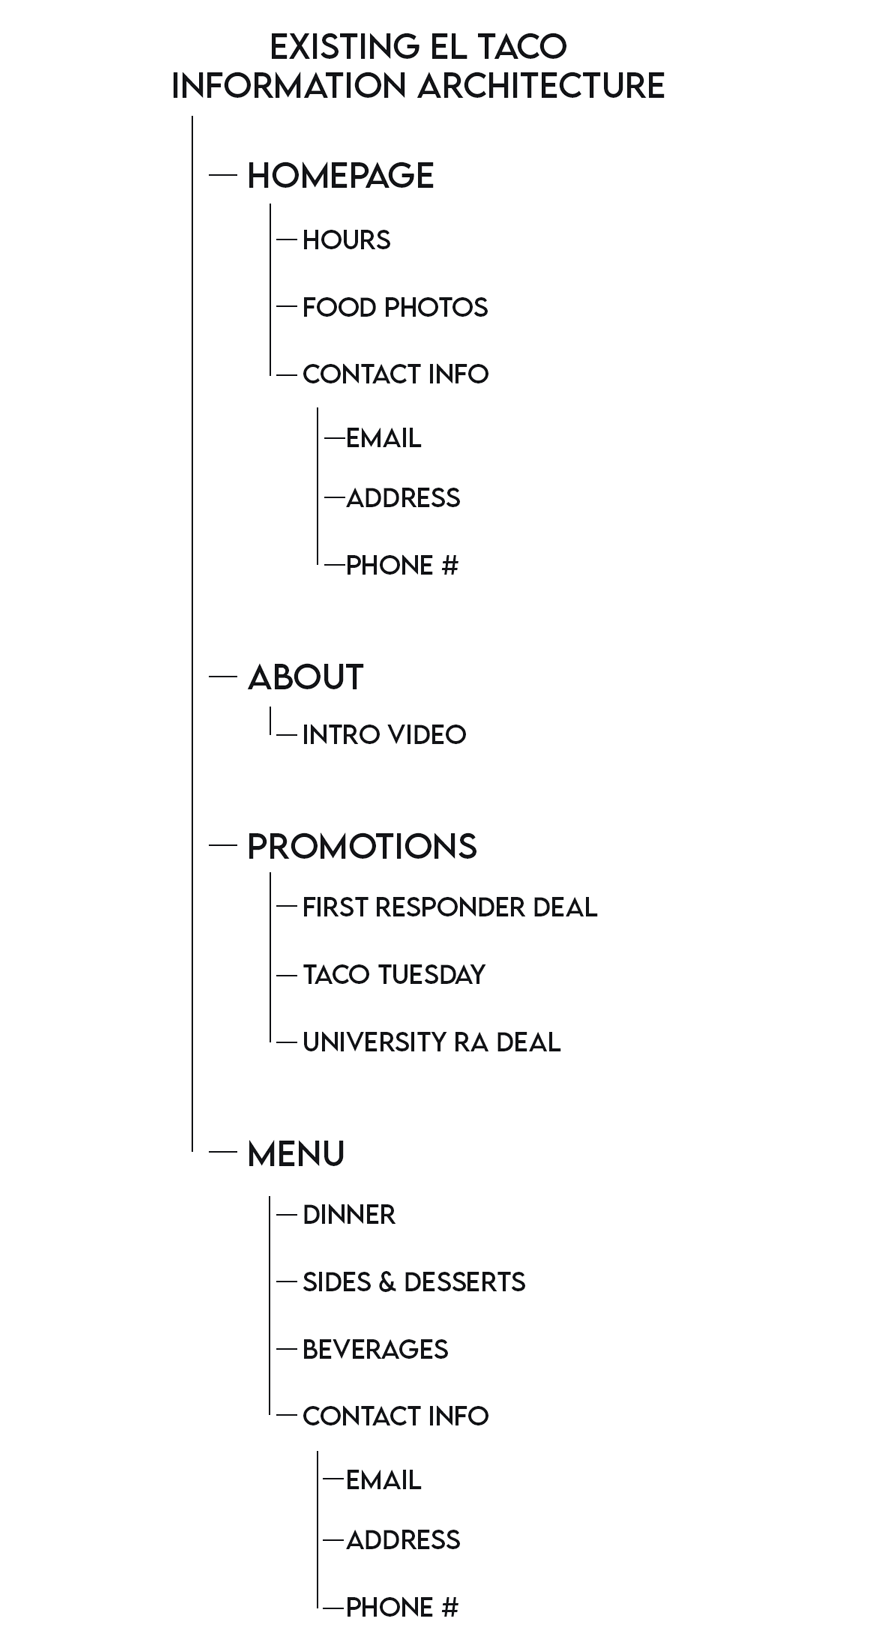 EXISTING EL TACO
INFORMATION ARCHITECTURE
HOMEPAGE
HOURS
FOOD PHOTOS
CONTACT INFO
EMAIL
ADDRESS
PHONE #
ABOUT
INTRO VIDEO
PROMOTIONS
FIRST RESPONDER DEAL
TACO TUESDAY
UNIVERSITY RA DEAL
MENU
DINNER
SIDES & DESSERTS
BEVERAGES
CONTACT INFO
EMAIL
ADDRESS
PHONE #